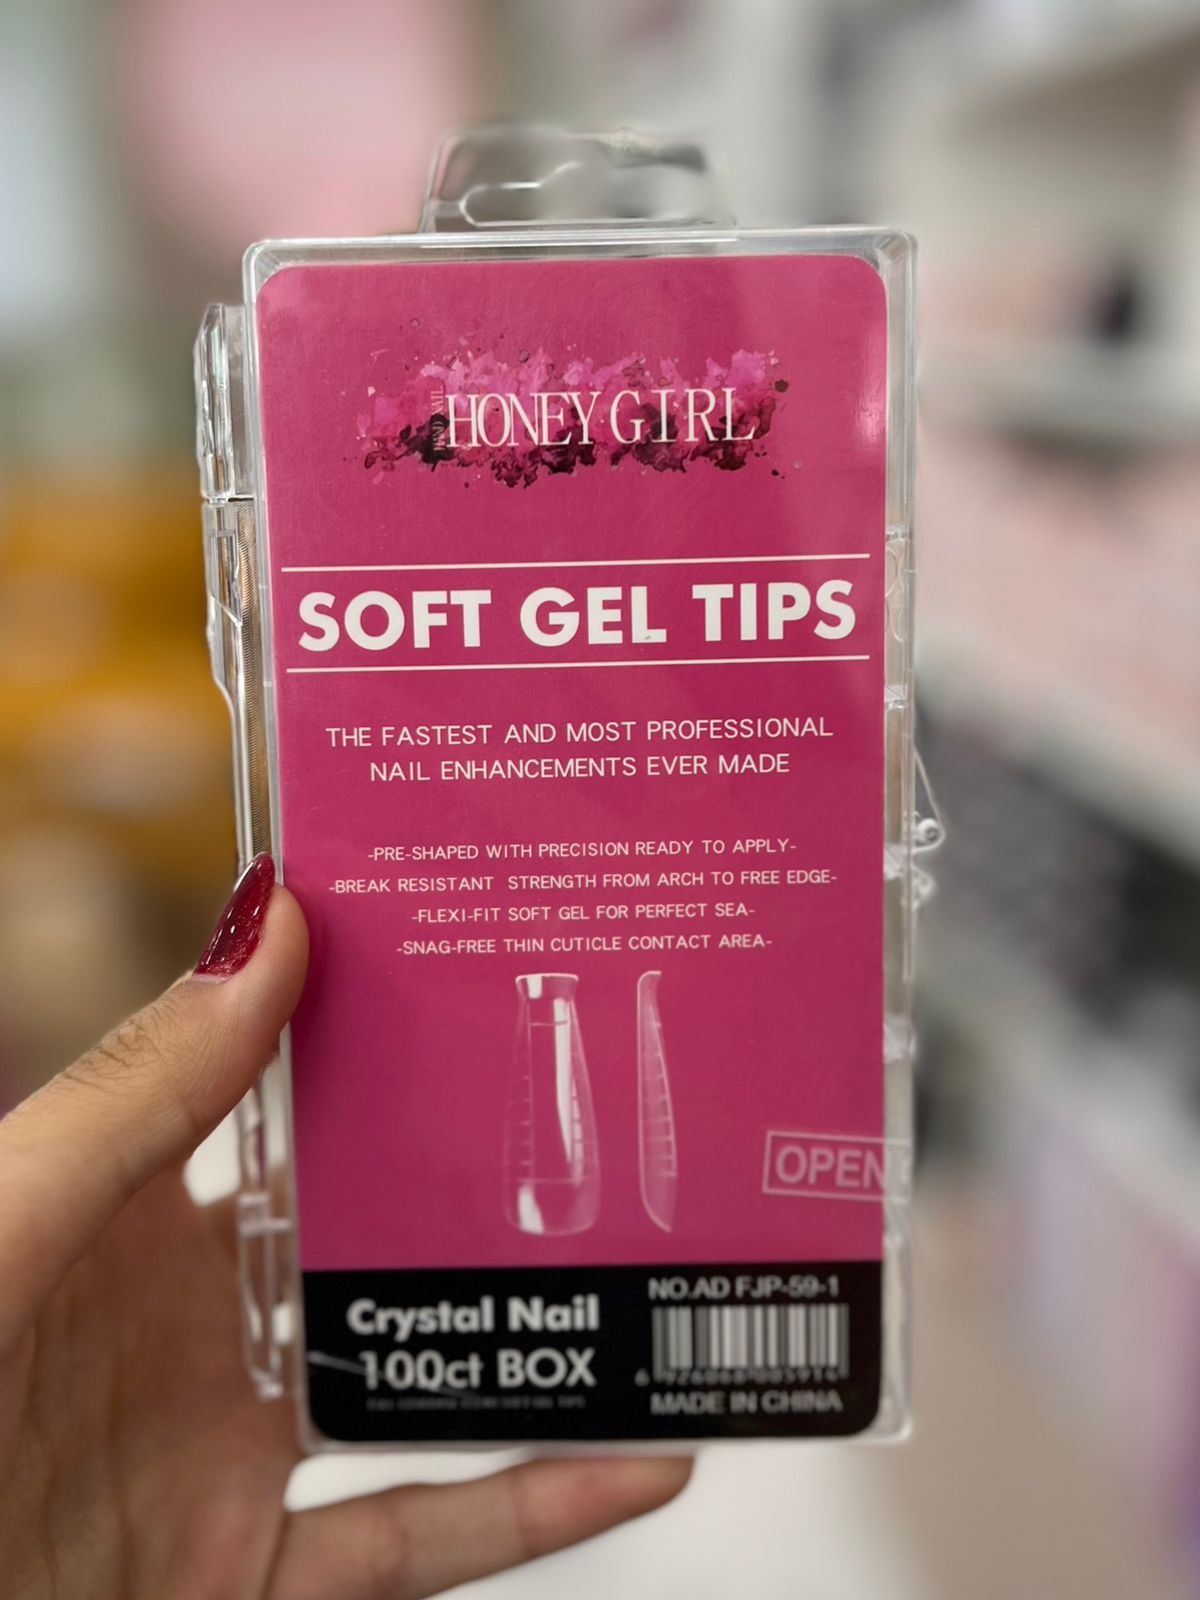 HONEY GIRL
SOFT GEL TIPS
THE FASTEST AND MOST PROFESSIONAL
NAIL ENHANCEMENTS EVER MADE
-PRE-SHAPED WITH PRECISION READY TO APPLY-
-BREAK RESISTANT STRENGTH FROM ARCH TO FREE EDGE-
-FLEXI-FIT SOFT GEL FOR PERFECT SEA-
-SNAG-FREE THIN CUTICLE CONTACT AREA-
OPEN
Crystal Nail
100ct BOX
NO.AD FJP-59-1
MADE IN CHINA